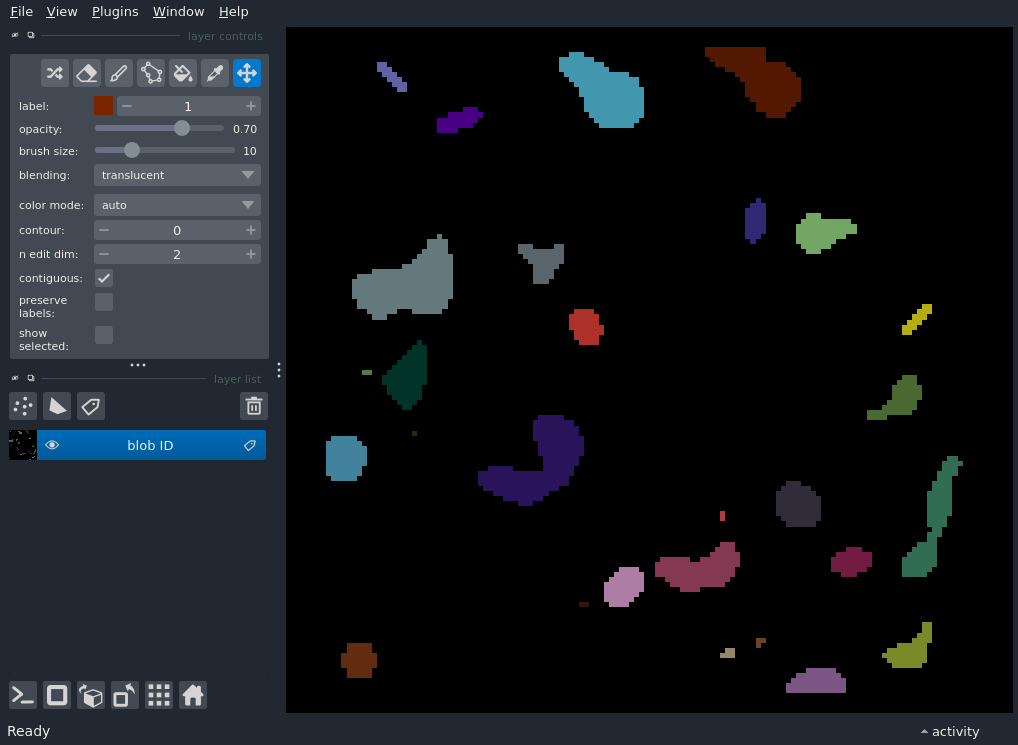 File View Plugins Window Help
layer controls
label: 1
opacity: 0.70
brush size: 10
blending: translucent
color mode: auto
contour: 0
n edit dim: 2
contiguous:
preserve
labels:
show
selected:
layer list
blob ID
Ready
activity